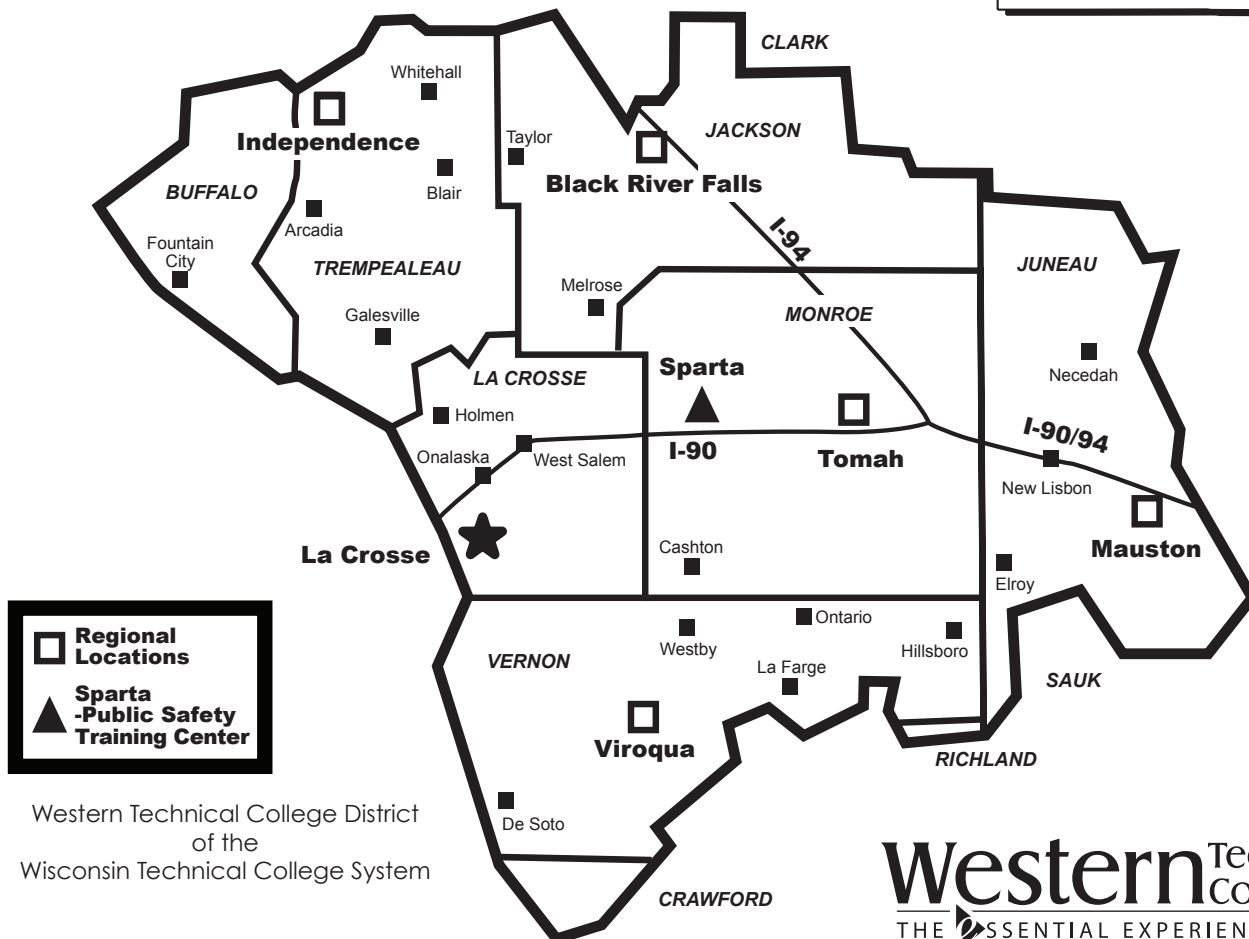 CLARK
Whitehall
Independence
JACKSON
Taylor
Black River Falls
BUFFALO
Blair
Arcadia
I-94
Fountain
City
TREMPEALEAU
JUNEAU
Melrose
MONROE
Galesville
Sparta
Necedah
LA CROSSE
Holmen
I-90/94
I-90
Tomah
Onalaska
West Salem
New Lisbon
La Crosse
Cashton
Mauston
Elroy
Ontario
Westby
Hillsboro
VERNON
La Farge
SAUK
Regional
Locations
Sparta
-Public Safety
Training Center
Viroqua
RICHLAND
De Soto
Western Technical College District
of the
Wisconsin Technical College System
CRAWFORD
Western
THE ESSENTIAL